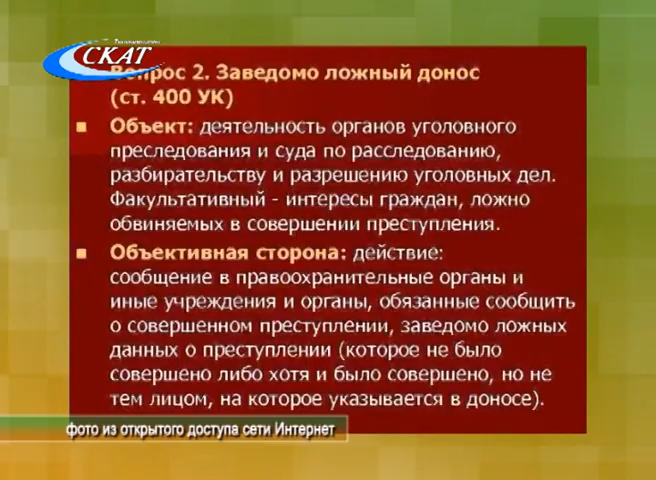 СКАТ
Вопрос 2. Заведомо ложный донос
(ст. 400 УК)
Объект: деятельность органов уголовного
преследования и суда по расследованию,
разбирательству и разрешению уголовных дел.
Факультативный - интересы граждан, ложно
обвиняемых в совершении преступления.
Объективная сторона: действие:
сообщение в правоохранительные органы и
иные учреждения и органы, обязанные сообщить
о совершенном преступлении, заведомо ложных
данных о преступлении (которое не было
совершено либо хотя и было совершено, но не
тем лицом, на которое указывается в доносе).
фото из открытого доступа сети Интернет